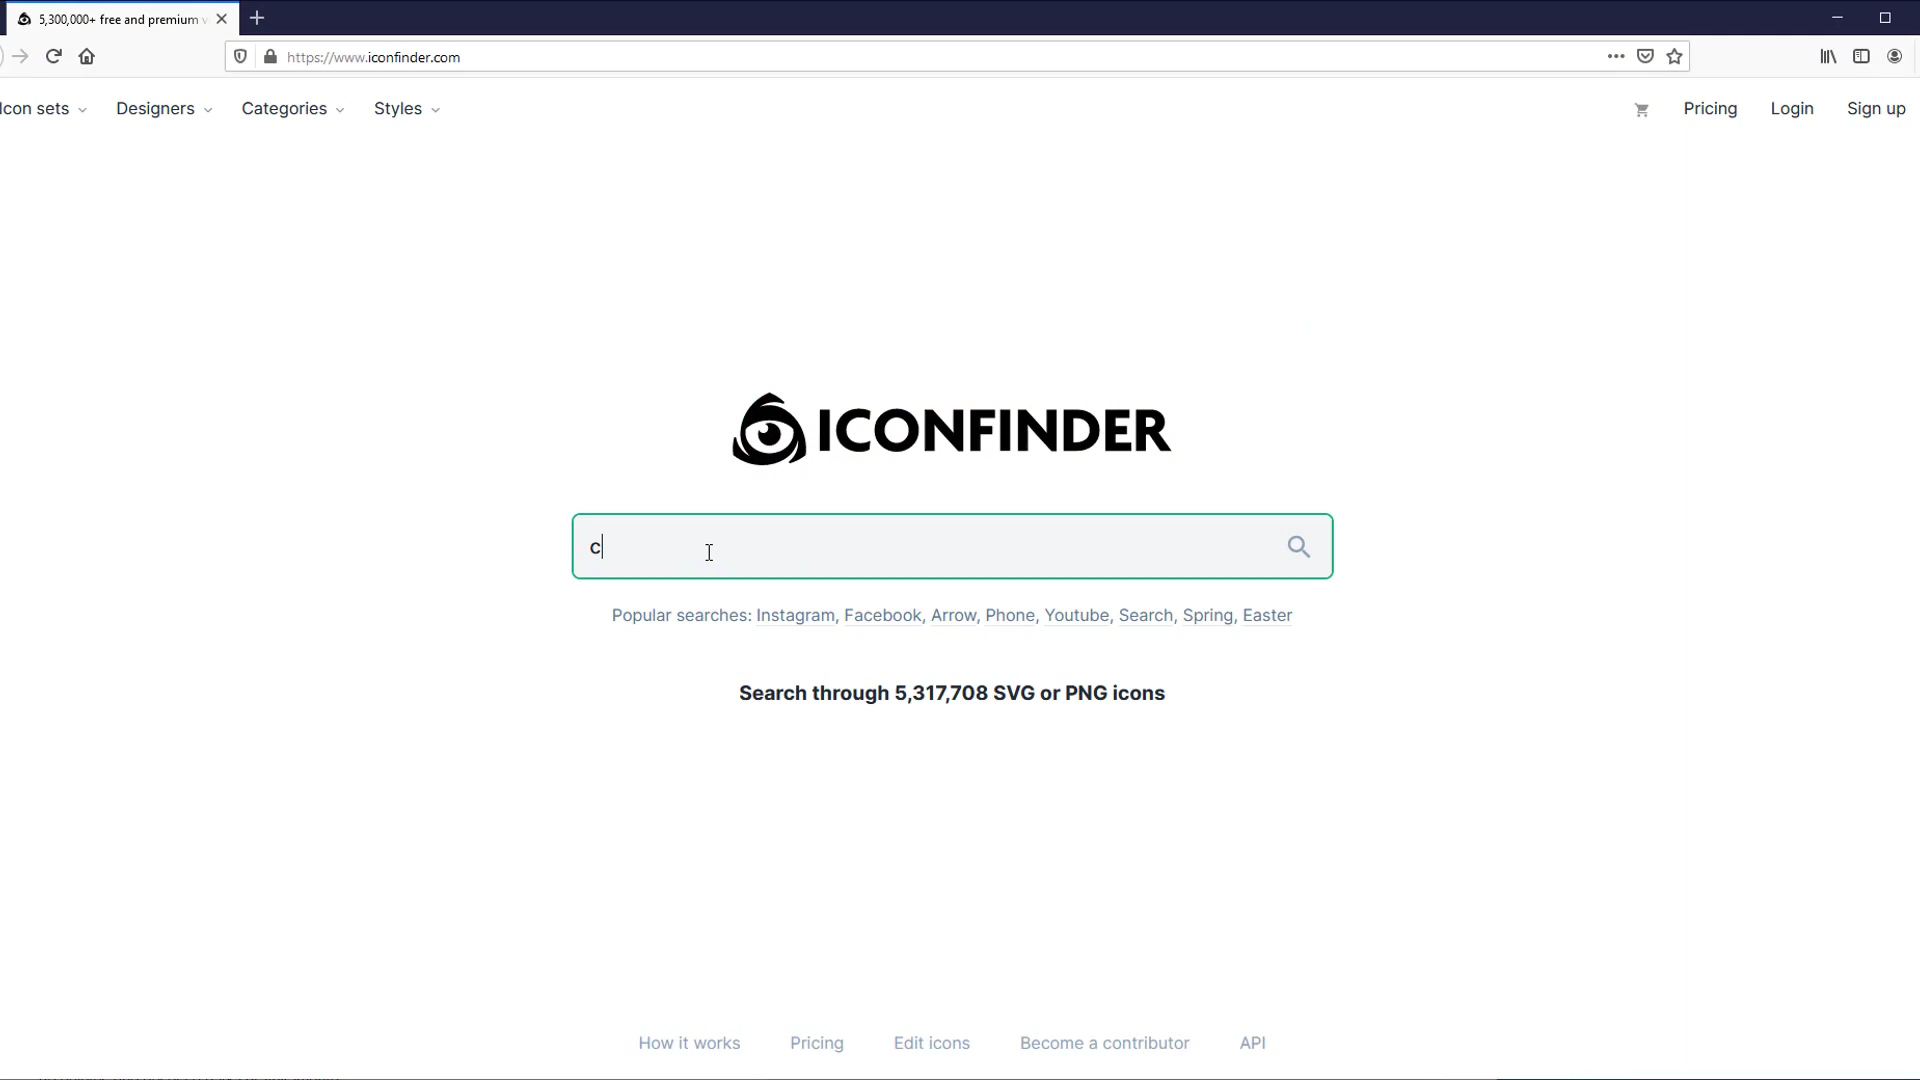 5,300,000+ free and premium v
https://www.iconfinder.com
Icon sets Designers Categories Styles Pricing Login Sign up
ICONFINDER
c
Popular searches: Instagram, Facebook, Arrow, Phone, Youtube, Search, Spring, Easter
Search through 5,317,708 SVG or PNG icons
How it works Pricing Edit icons Become a contributor API